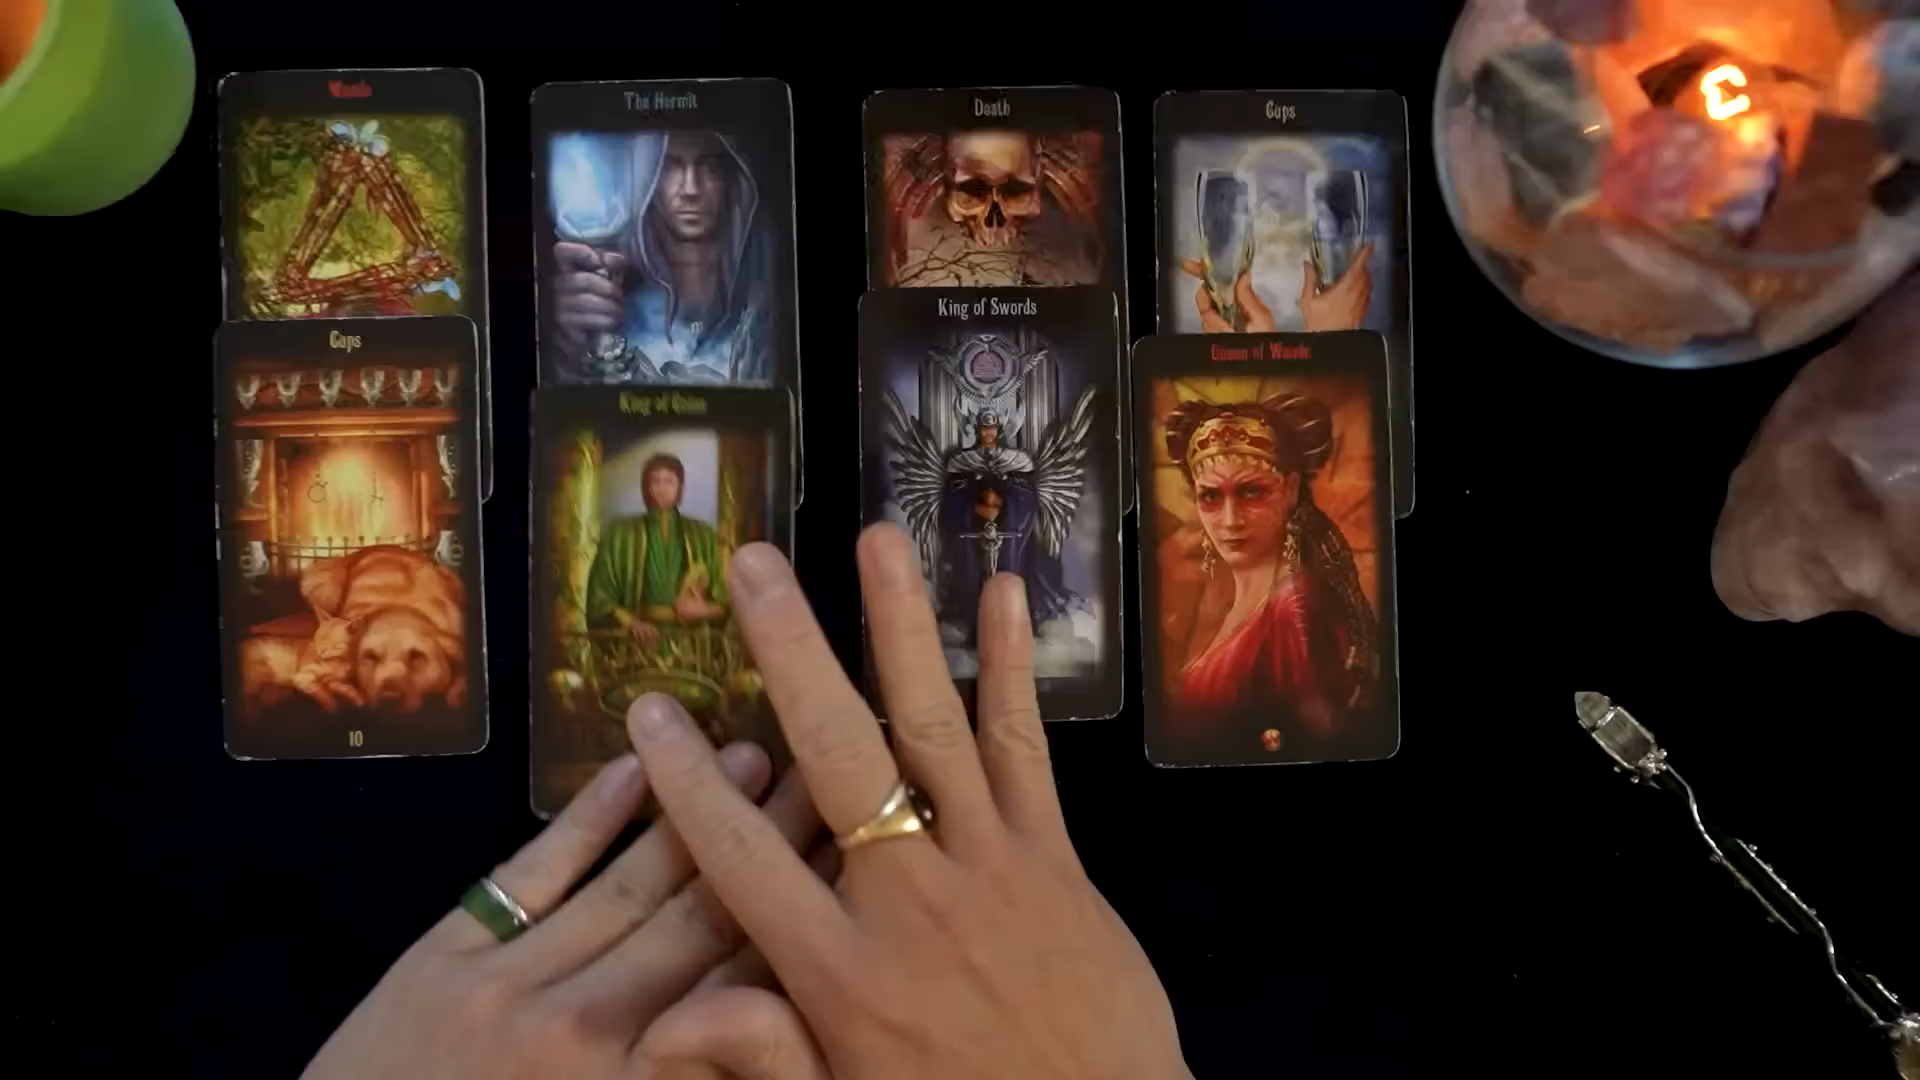 Wands
The Hermit
Death
Cups
King of Swords
Cups
Queen of Wands
King of Coins
10